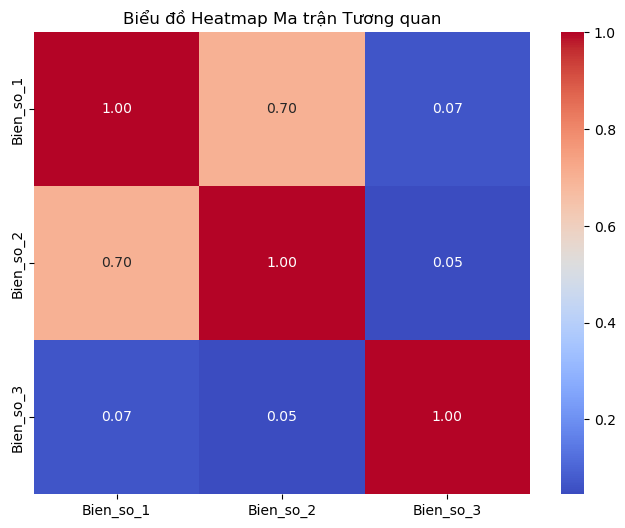 Biểu đồ Heatmap Ma trận Tương quan
Bien_so_1
1.00 0.70 0.07
Bien_so_2
0.70 1.00 0.05
Bien_so_3
0.07 0.05 1.00
Bien_so_1 Bien_so_2 Bien_so_3
1.0
0.8
0.6
0.4
0.2